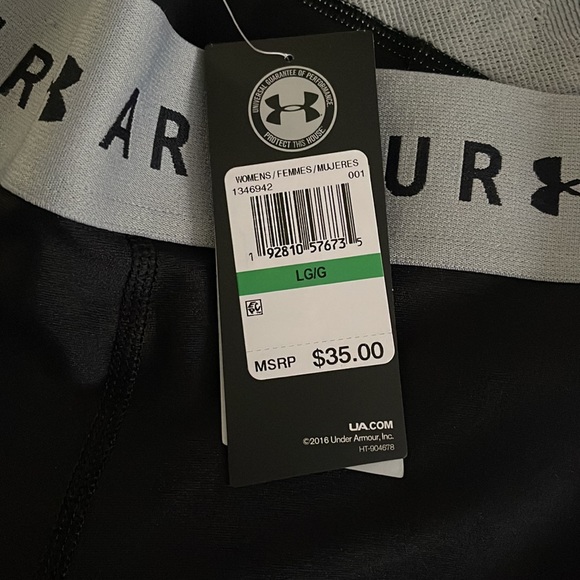 R
AR
UR
UNIVERSAL GUARANTEE OF PERFORMANCE
PROTECT THIS HOUSE
WOMENS/FEMMES/MUJERES
1346942 001
1 92810 57673 5
LG/G
MSRP $35.00
UA.COM
©2016 Under Armour, Inc.
HT-904678